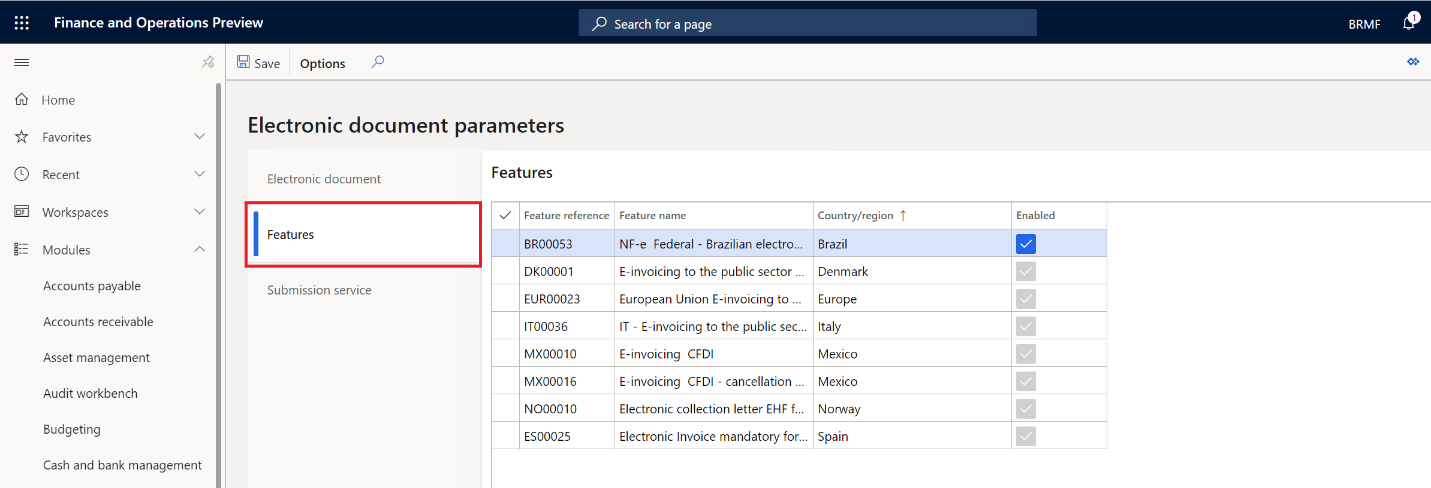 Finance and Operations Preview
Search for a page
BRMF
1
Save
Options
Home
Favorites
Recent
Workspaces
Modules
Accounts payable
Accounts receivable
Asset management
Audit workbench
Budgeting
Cash and bank management
Electronic document parameters
Electronic document
Features
Submission service
Features
Feature reference Feature name Country/region ↑ Enabled
BR00053 NF-e Federal - Brazilian electro... Brazil
DK00001 E-invoicing to the public sector ... Denmark
EUR00023 European Union E-invoicing to ... Europe
IT00036 IT - E-invoicing to the public sec... Italy
MX00010 E-invoicing CFDI Mexico
MX00016 E-invoicing CFDI - cancellation ... Mexico
NO00010 Electronic collection letter EHF f... Norway
ES00025 Electronic Invoice mandatory for... Spain